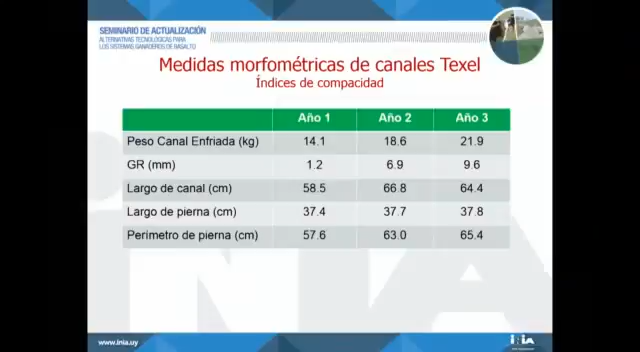 SEMINARIO DE ACTUALIZACIÓN
ALTERNATIVAS TECNOLÓGICAS PARA
LOS SISTEMAS GANADEROS DE BASALTO
Medidas morfométricas de canales Texel
Índices de compacidad
Año 1 Año 2 Año 3
Peso Canal Enfriada (kg) 14.1 18.6 21.9
GR (mm) 1.2 6.9 9.6
Largo de canal (cm) 58.5 66.8 64.4
Largo de pierna (cm) 37.4 37.7 37.8
Perímetro de pierna (cm) 57.6 63.0 65.4
INIA
www.inia.uy
inia